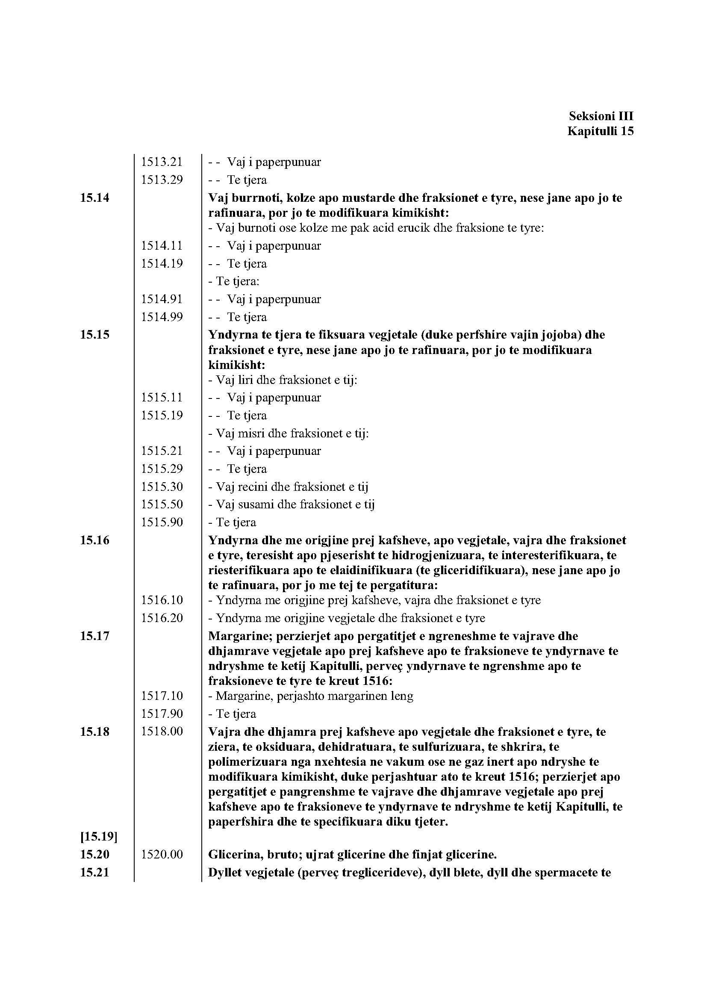 Seksioni III
Kapitulli 15
1513.21 - - Vaj i paperpunuar
1513.29 - - Te tjera
15.14 Vaj burrnoti, kolze apo mustarde dhe fraksionet e tyre, nese jane apo jo te
rafinuara, por jo te modifikuara kimikisht:
- Vaj burnoti ose kolze me pak acid erucik dhe fraksione te tyre:
1514.11 - - Vaj i paperpunuar
1514.19 - - Te tjera
- Te tjera:
1514.91 - - Vaj i paperpunuar
1514.99 - - Te tjera
15.15 Yndyrna te tjera te fiksuara vegjetale (duke perfshire vajin jojoba) dhe
fraksionet e tyre, nese jane apo jo te rafinuara, por jo te modifikuara
kimikisht:
- Vaj liri dhe fraksionet e tij:
1515.11 - - Vaj i paperpunuar
1515.19 - - Te tjera
- Vaj misri dhe fraksionet e tij:
1515.21 - - Vaj i paperpunuar
1515.29 - - Te tjera
1515.30 - Vaj recini dhe fraksionet e tij
1515.50 - Vaj susami dhe fraksionet e tij
1515.90 - Te tjera
15.16 Yndyrna dhe me origjine prej kafsheve, apo vegjetale, vajra dhe fraksionet
e tyre, teresisht apo pjeserisht te hidrogjenizuara, te interesterifikuara, te
riesterifikuara apo te elaidinifikuara (te gliceridifikuara), nese jane apo jo
te rafinuara, por jo me tej te pergatitura:
1516.10 - Yndyrna me origjine prej kafsheve, vajra dhe fraksionet e tyre
1516.20 - Yndyrna me origjine vegjetale dhe fraksionet e tyre
15.17 Margarine; perzierjet apo pergatitjet e ngreneshme te vajrave dhe
dhjamrave vegjetale apo prej kafsheve apo te fraksioneve te yndyrnave te
ndryshme te ketij Kapitulli, perveç yndyrnave te ngrenshme apo te
fraksioneve te tyre te kreut 1516:
1517.10 - Margarine, perjashto margarinen leng
1517.90 - Te tjera
15.18 1518.00 Vajra dhe dhjamra prej kafsheve apo vegjetale dhe fraksionet e tyre, te
ziera, te oksiduara, dehidratuara, te sulfurizuara, te shkrira, te
polimerizuara nga nxehtesia ne vakum ose ne gaz inert apo ndryshe te
modifikuara kimikisht, duke perjashtuar ato te kreut 1516; perzierjet apo
pergatitjet e pangrenshme te vajrave dhe dhjamrave vegjetale apo prej
kafsheve apo te fraksioneve te yndyrnave te ndryshme te ketij Kapitulli, te
paperfshira dhe te specifikuara diku tjeter.
[15.19]
15.20 1520.00 Glicerina, bruto; ujrat glicerine dhe finjat glicerine.
15.21 Dyllet vegjetale (perveç treglicerideve), dyll blete, dyll dhe spermacete te